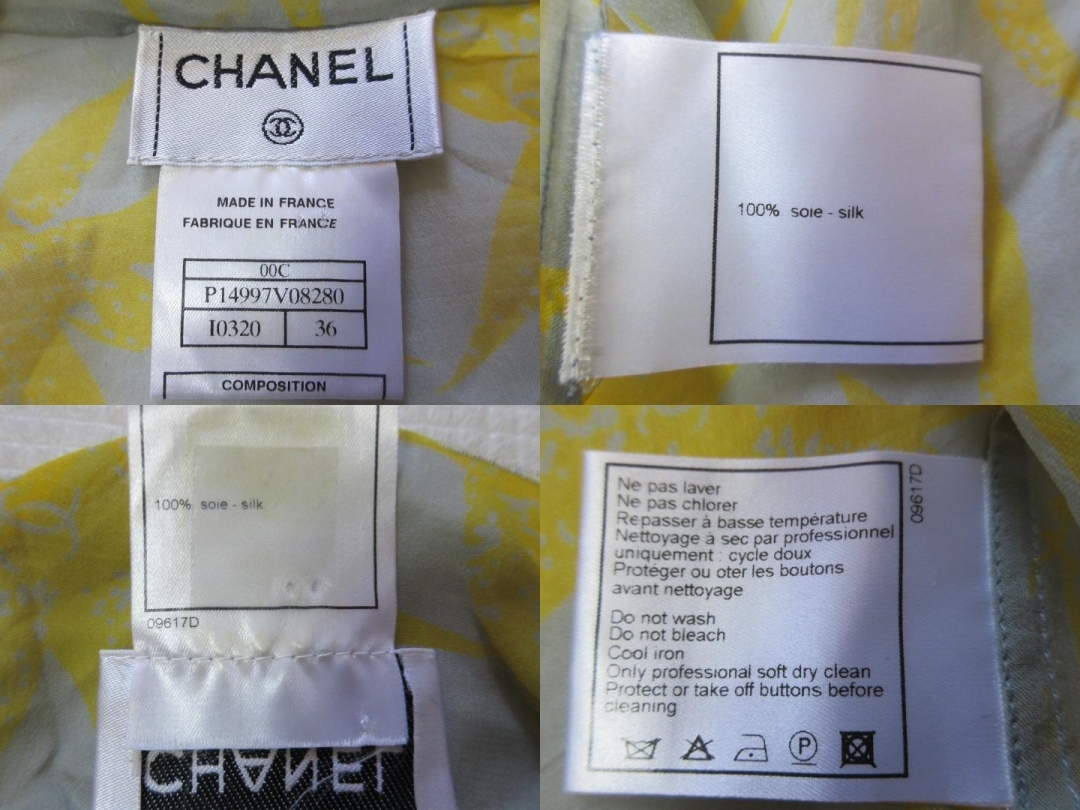 CHANEL
MADE IN FRANCE
FABRIQUE EN FRANCE
00C
P14997V08280
I0320 36
COMPOSITION
100% soie - silk
100% soie - silk
09617D
CHANEL
Ne pas laver
Ne pas chlorer
Repasser à basse température
Nettoyage à sec par professionnel
uniquement : cycle doux
Protéger ou oter les boutons
avant nettoyage
Do not wash
Do not bleach
Cool iron
Only professional soft dry clean
Protect or take off buttons before
cleaning
P
09617D